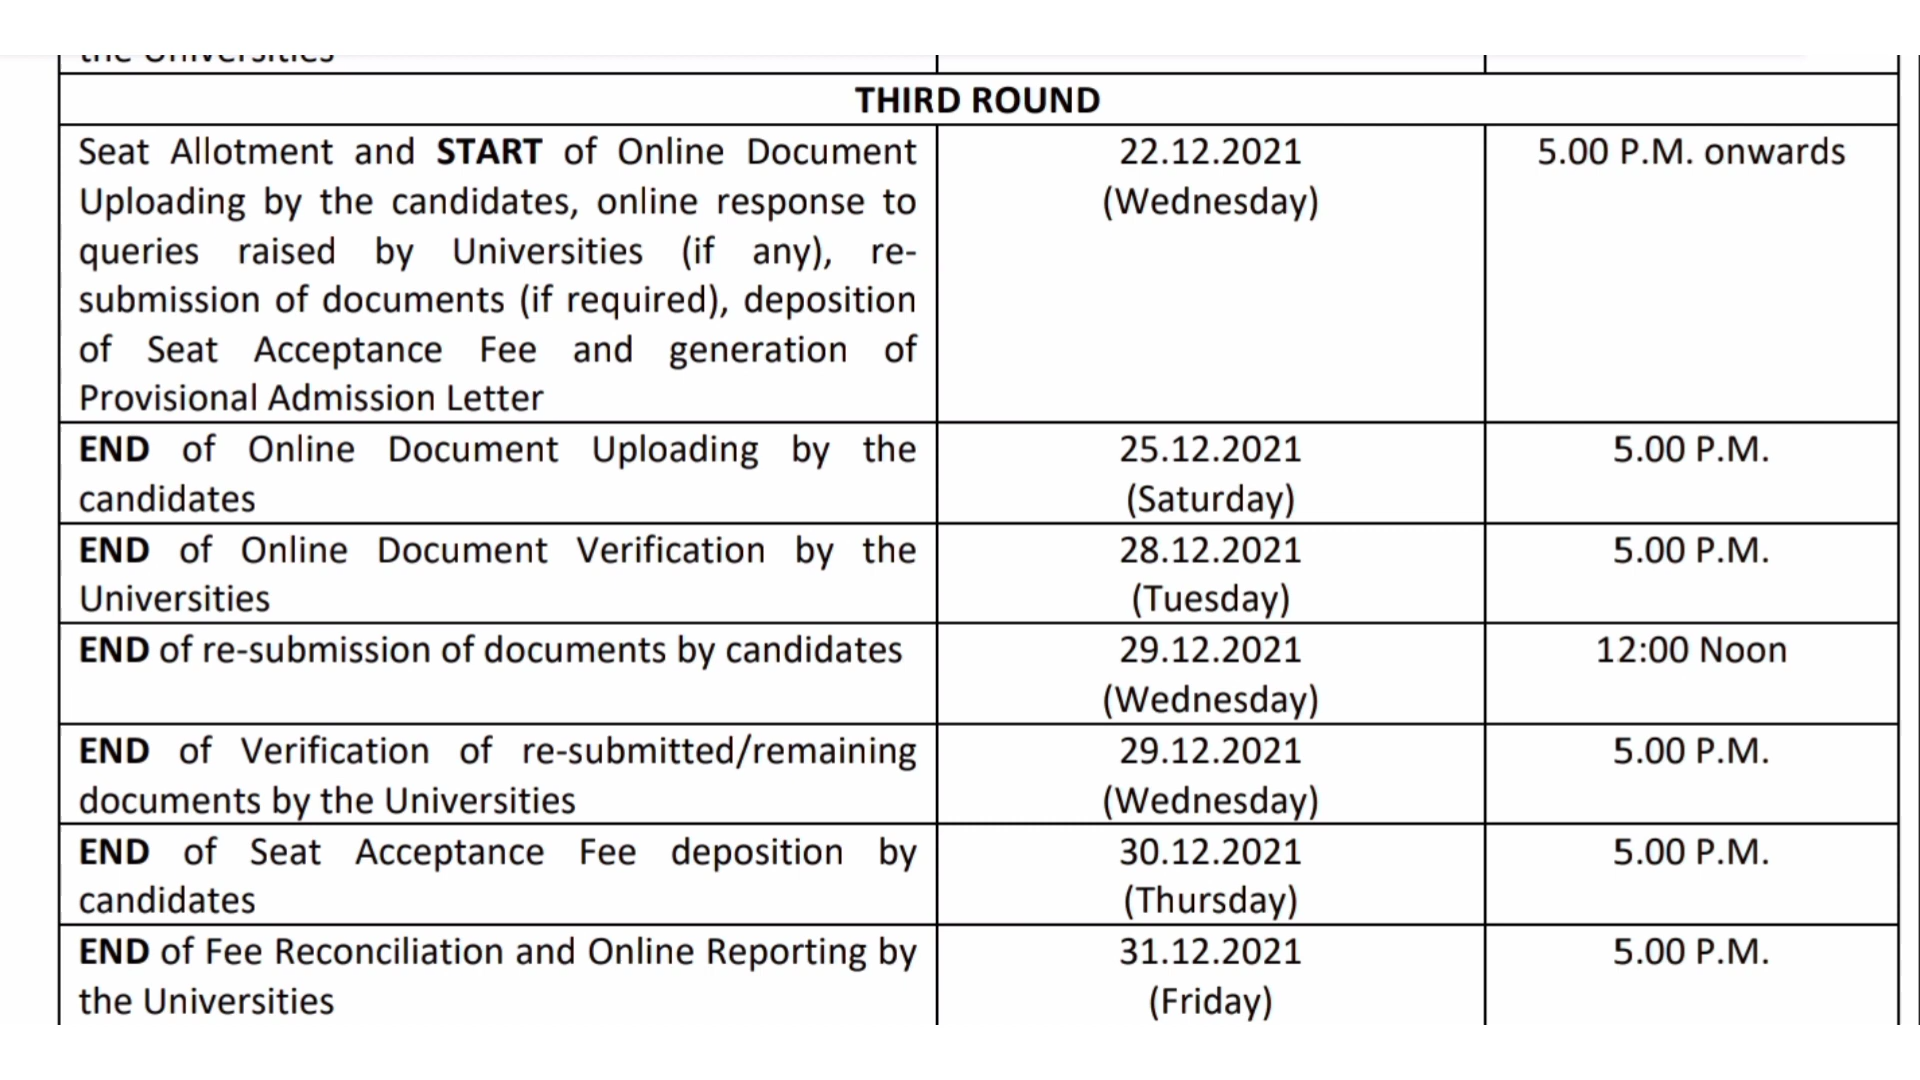 the Universities
THIRD ROUND
Seat Allotment and START of Online Document
Uploading by the candidates, online response to
queries raised by Universities (if any), re-
submission of documents (if required), deposition
of Seat Acceptance Fee and generation of
Provisional Admission Letter
22.12.2021
(Wednesday)
5.00 P.M. onwards
END of Online Document Uploading by the
candidates
25.12.2021
(Saturday)
5.00 P.M.
END of Online Document Verification by the
Universities
28.12.2021
(Tuesday)
5.00 P.M.
END of re-submission of documents by candidates
29.12.2021
(Wednesday)
12:00 Noon
END of Verification of re-submitted/remaining
documents by the Universities
29.12.2021
(Wednesday)
5.00 P.M.
END of Seat Acceptance Fee deposition by
candidates
30.12.2021
(Thursday)
5.00 P.M.
END of Fee Reconciliation and Online Reporting by
the Universities
31.12.2021
(Friday)
5.00 P.M.